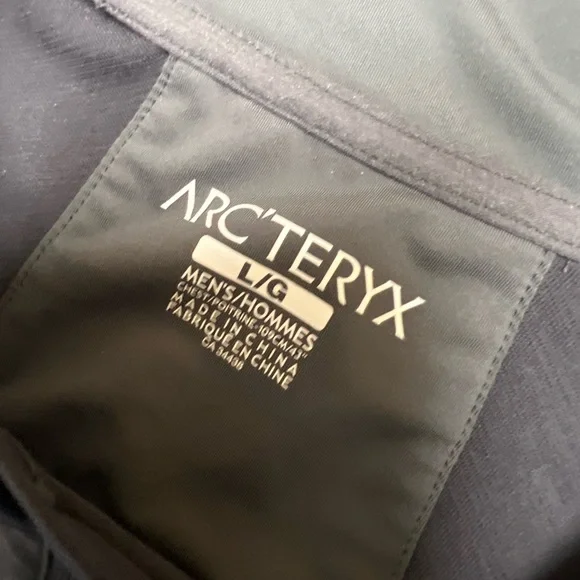 ARC'TERYX
L/G
MEN'S/HOMMES
CHEST/POITRINE-109CM/43"
MADE IN CHINA
FABRIQUÉ EN CHINE
CA 34438